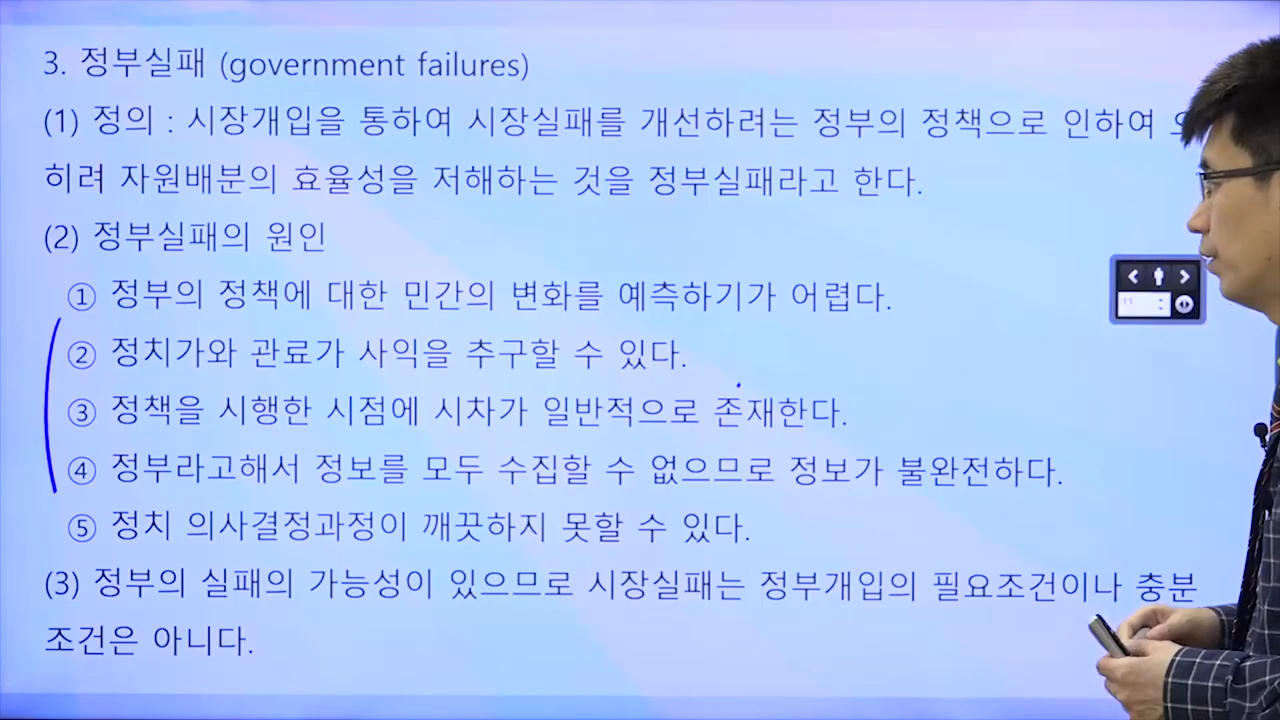 3. 정부실패 (government failures)
(1) 정의 : 시장개입을 통하여 시장실패를 개선하려는 정부의 정책으로 인하여
히려 자원배분의 효율성을 저해하는 것을 정부실패라고 한다.
(2) 정부실패의 원인
① 정부의 정책에 대한 민간의 변화를 예측하기가 어렵다.
② 정치가와 관료가 사익을 추구할 수 있다.
③ 정책을 시행한 시점에 시차가 일반적으로 존재한다.
④ 정부라고해서 정보를 모두 수집할 수 없으므로 정보가 불완전하다.
⑤ 정치 의사결정과정이 깨끗하지 못할 수 있다.
(3) 정부의 실패의 가능성이 있으므로 시장실패는 정부개입의 필요조건이나 충분
조건은 아니다.
11